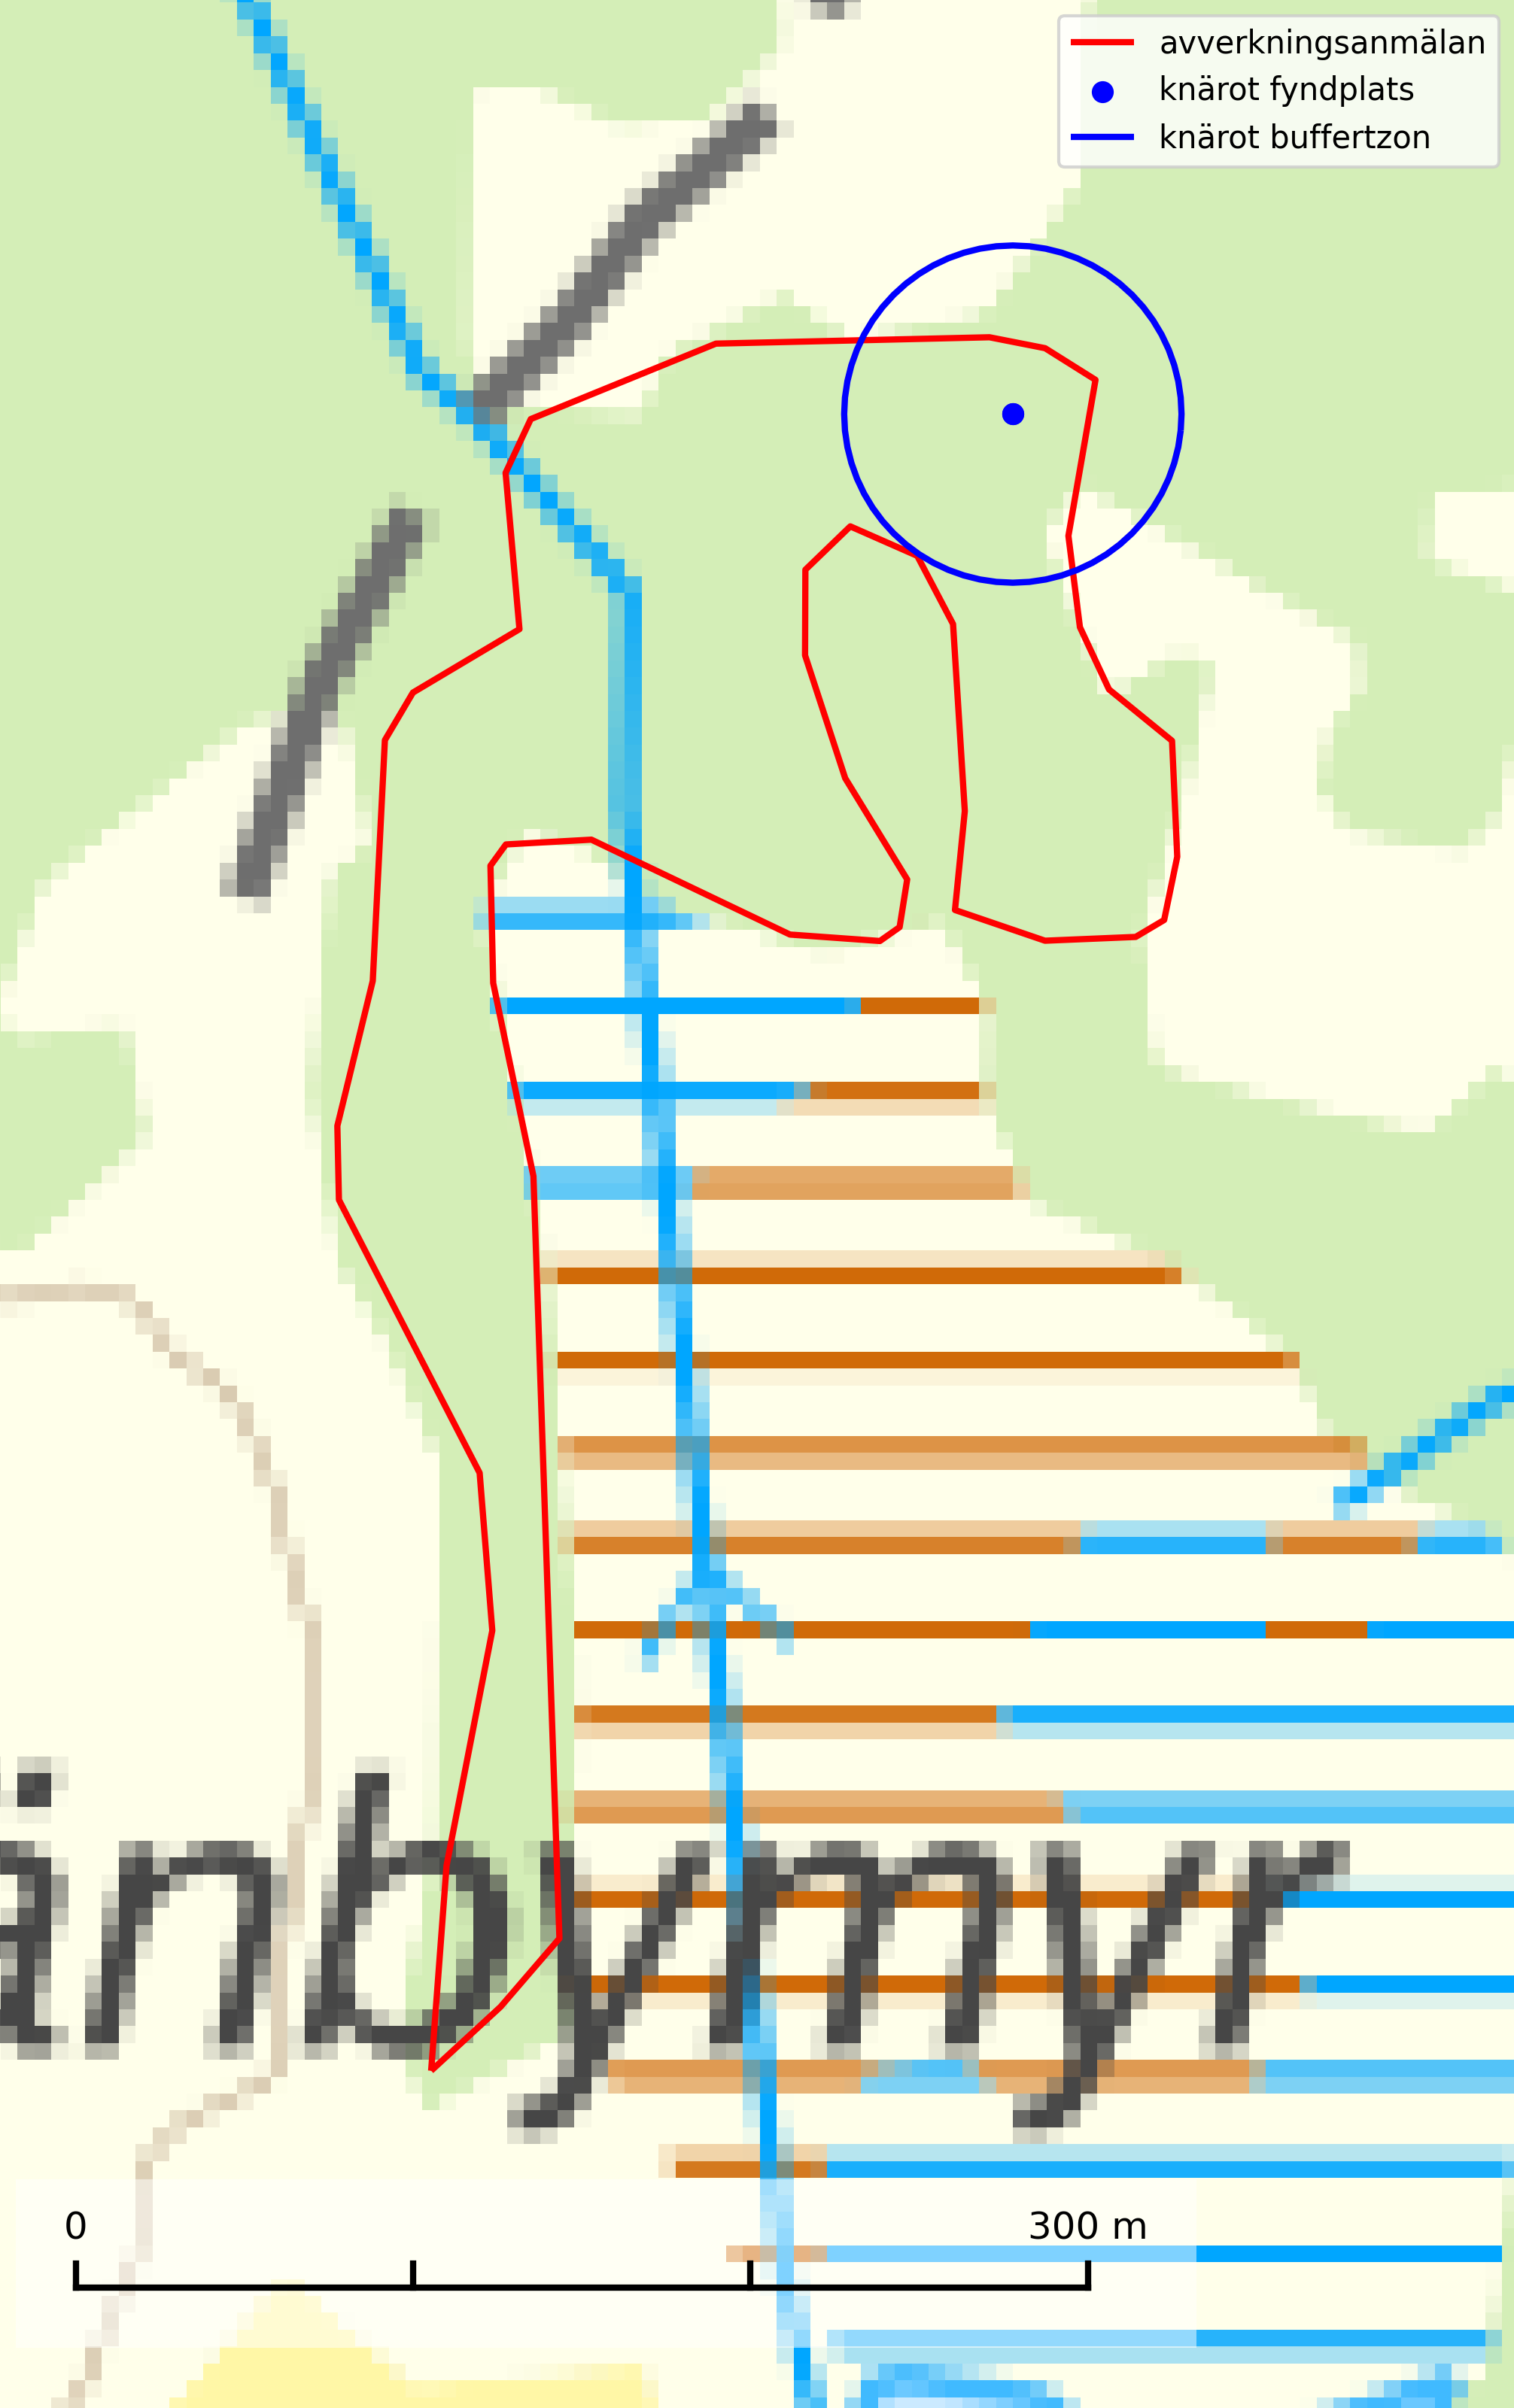 avverkningsanmälan
knärot fyndplats
knärot buffertzon
0 300 m